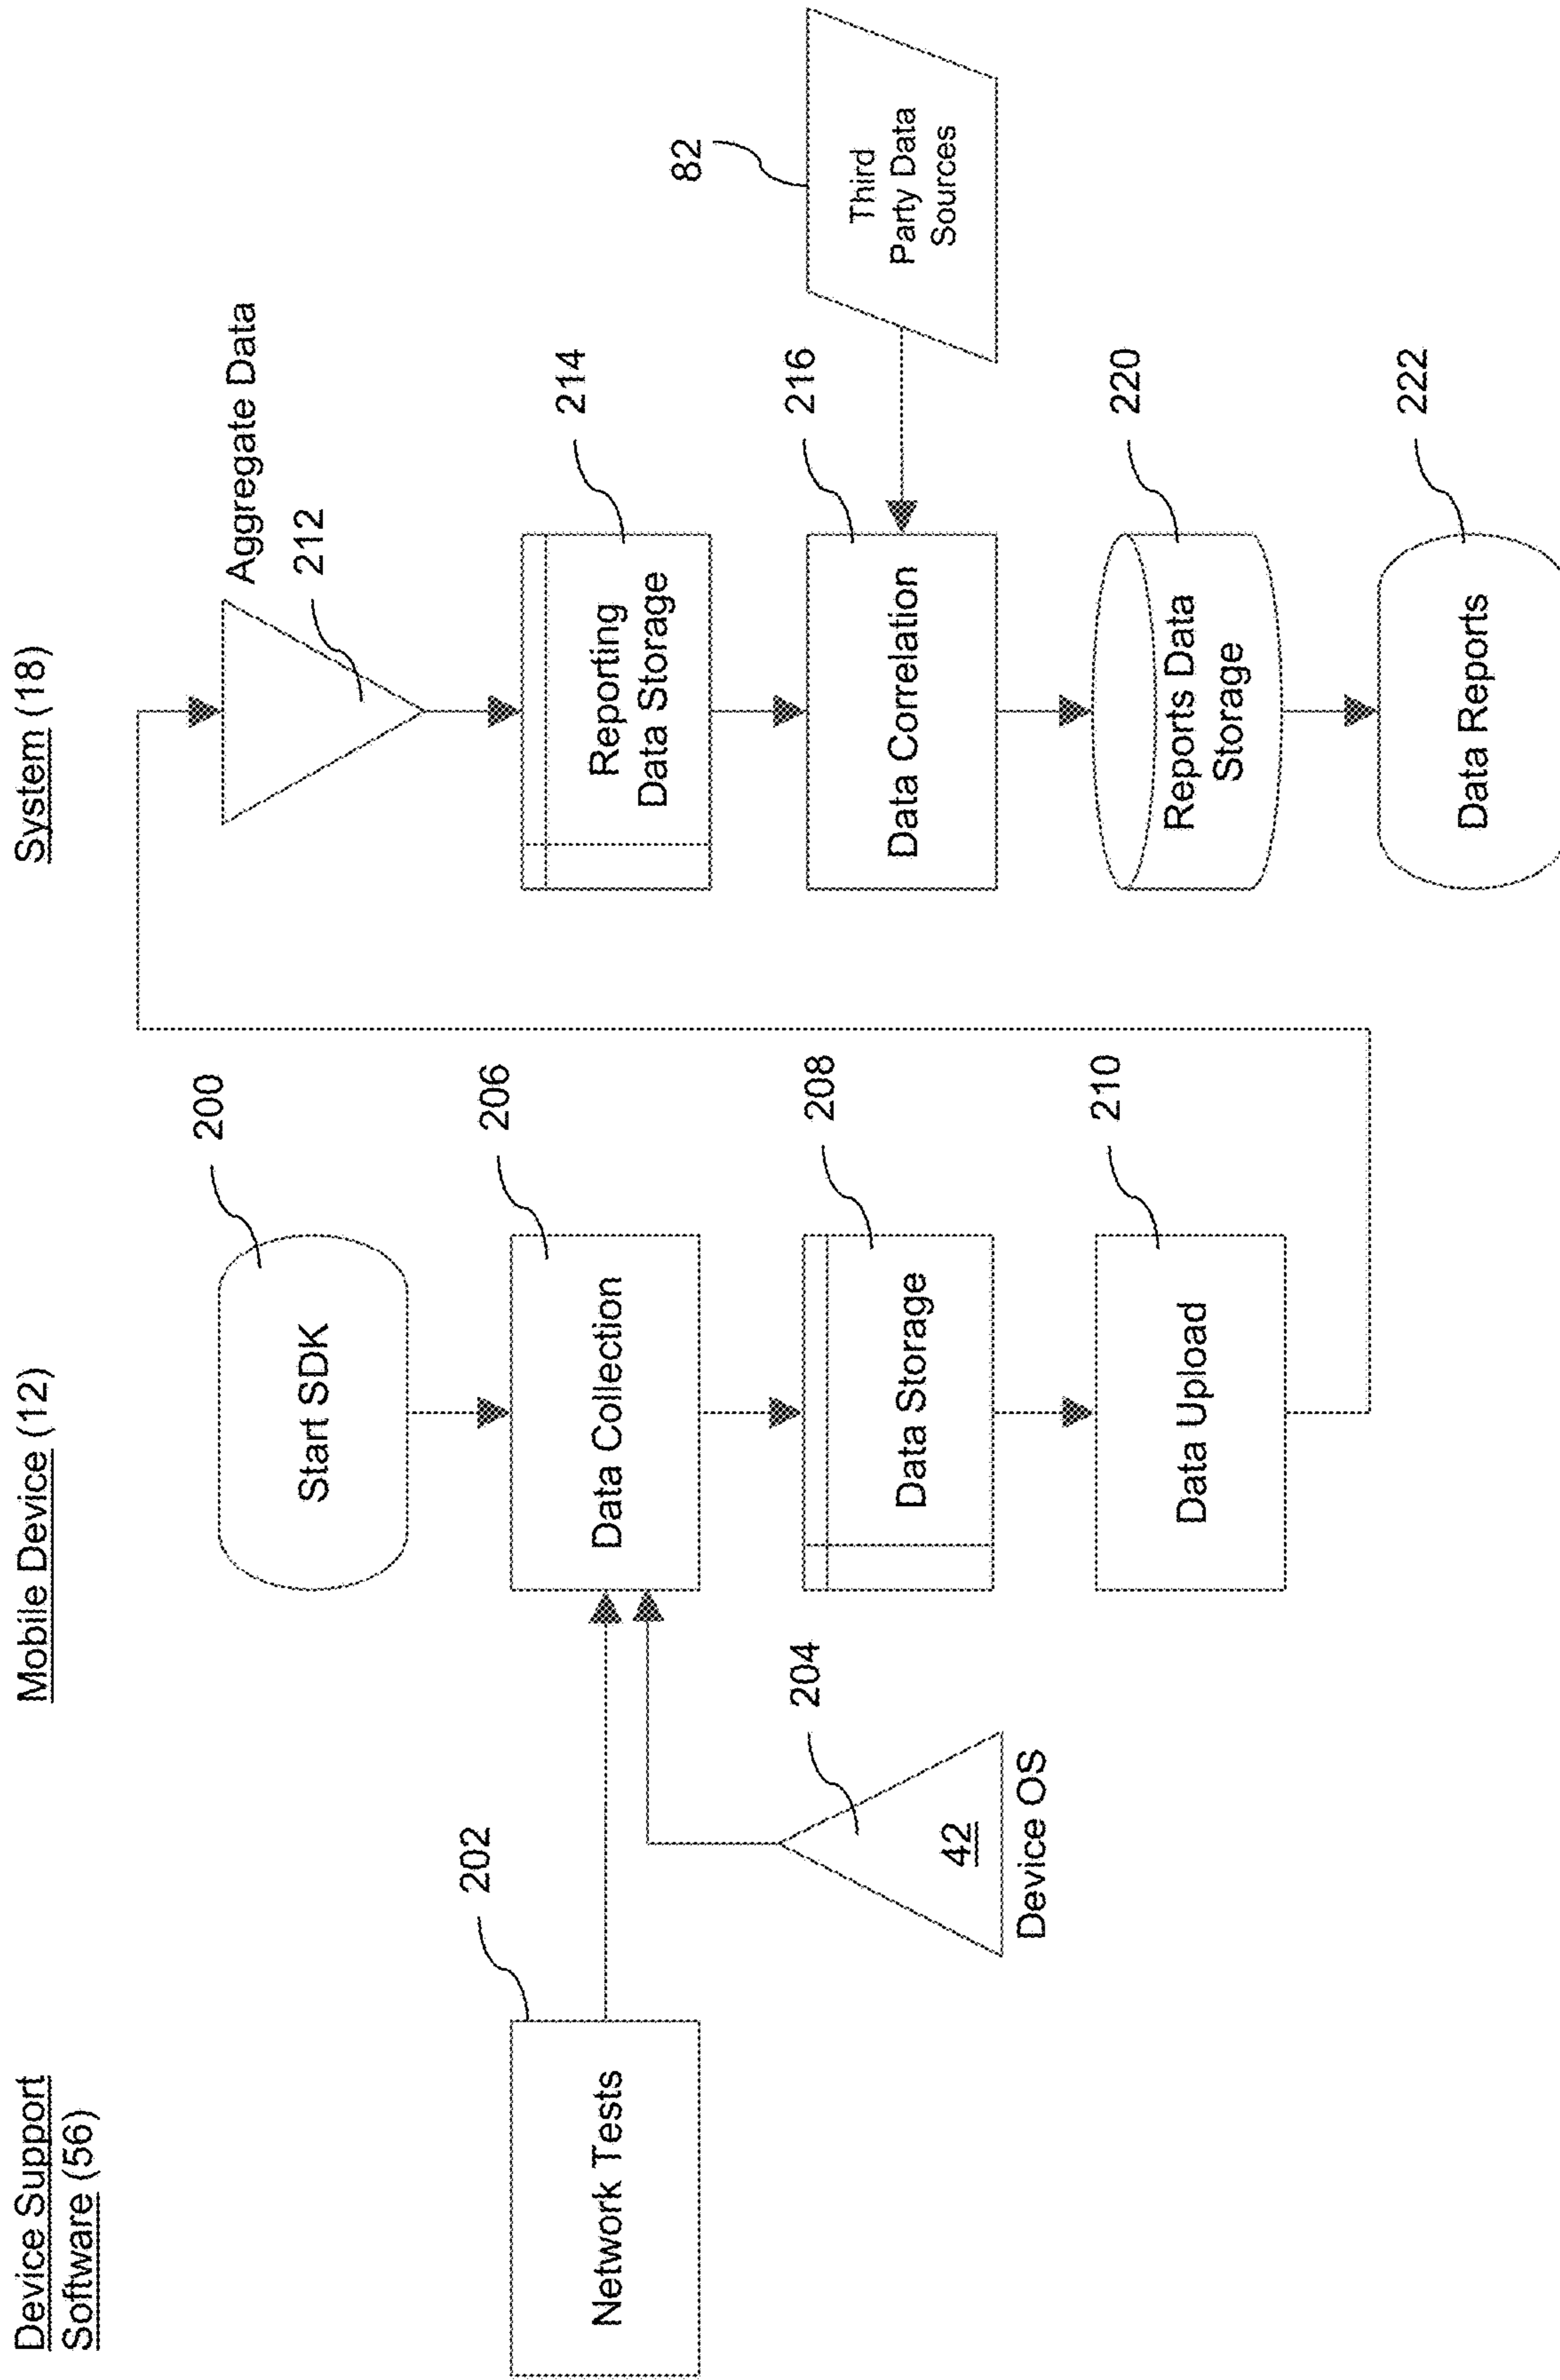 Device Support
Software (56)
Mobile Device (12)
System (18)
200
Start SDK
202
Network Tests
206
Data Collection
204
42
Device OS
208
Data Storage
210
Data Upload
Aggregate Data
212
214
Reporting
Data Storage
216
Data Correlation
82
Third
Party Data
Sources
220
Reports Data
Storage
222
Data Reports